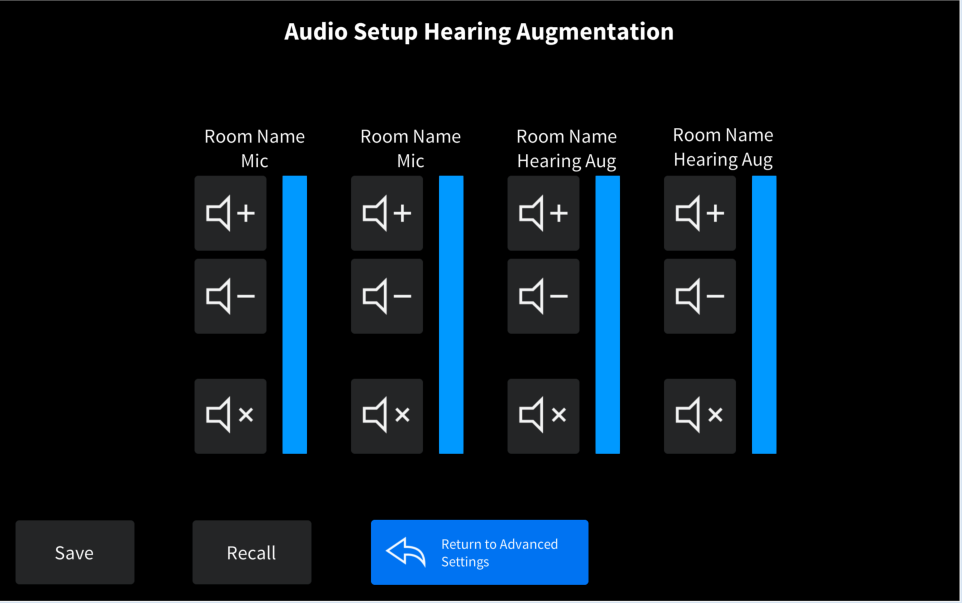 Audio Setup Hearing Augmentation
Room Name
Mic
Room Name
Mic
Room Name
Hearing Aug
Room Name
Hearing Aug
Save
Recall
Return to Advanced
Settings